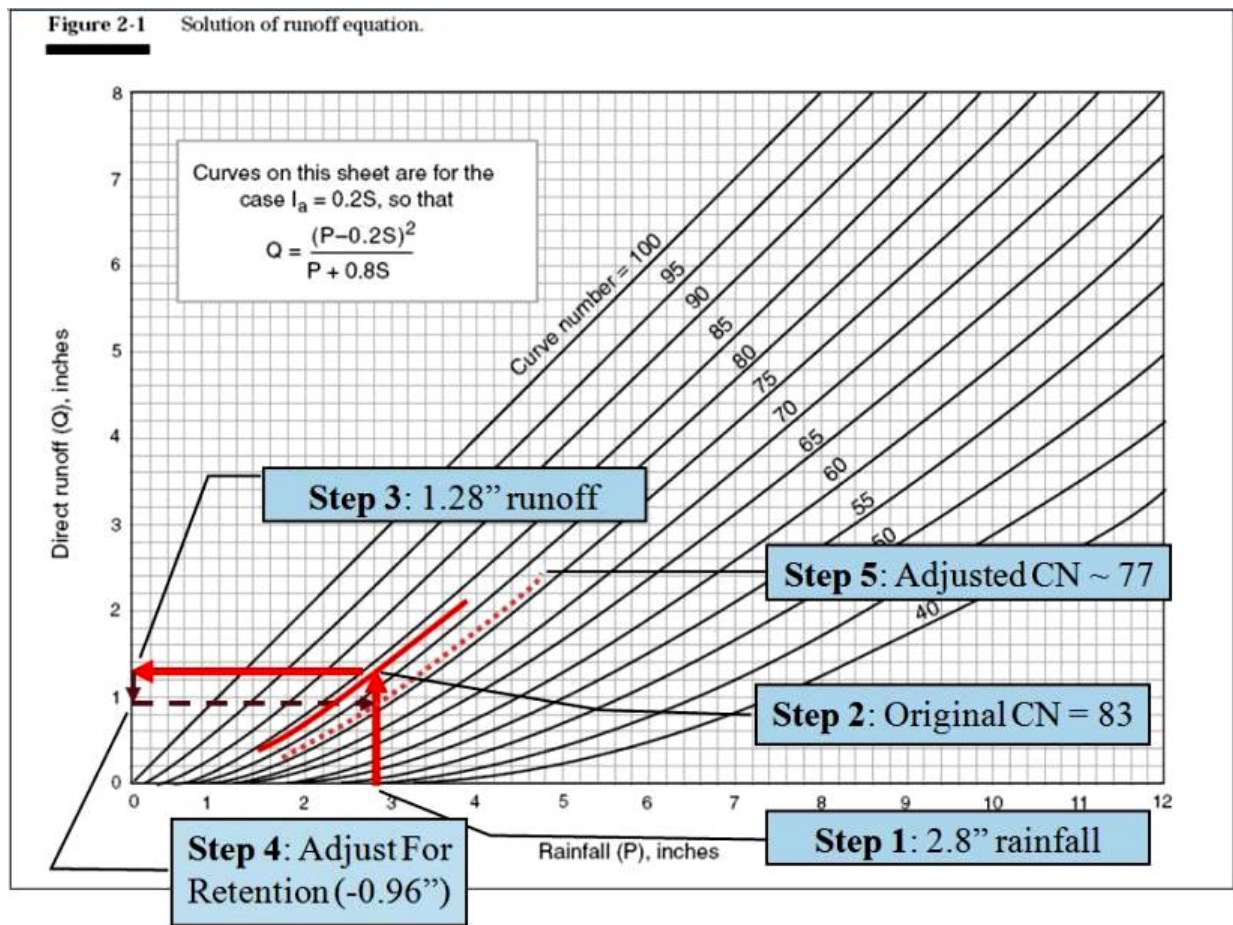 Figure 2-1 Solution of runoff equation.
8
7
6
5
4
3
2
1
0
Direct runoff (Q), inches
Curves on this sheet are for the
case Iₐ = 0.2S, so that
Q = (P–0.2S)²
P + 0.8S
Curve number = 100
95
90
85
80
75
70
65
60
55
50
40
Step 3: 1.28” runoff
Step 5: Adjusted CN ~ 77
Step 2: Original CN = 83
0 1 2 3 4 5 6 7 8 9 10 11 12
Rainfall (P), inches
Step 1: 2.8” rainfall
Step 4: Adjust For
Retention (-0.96”)